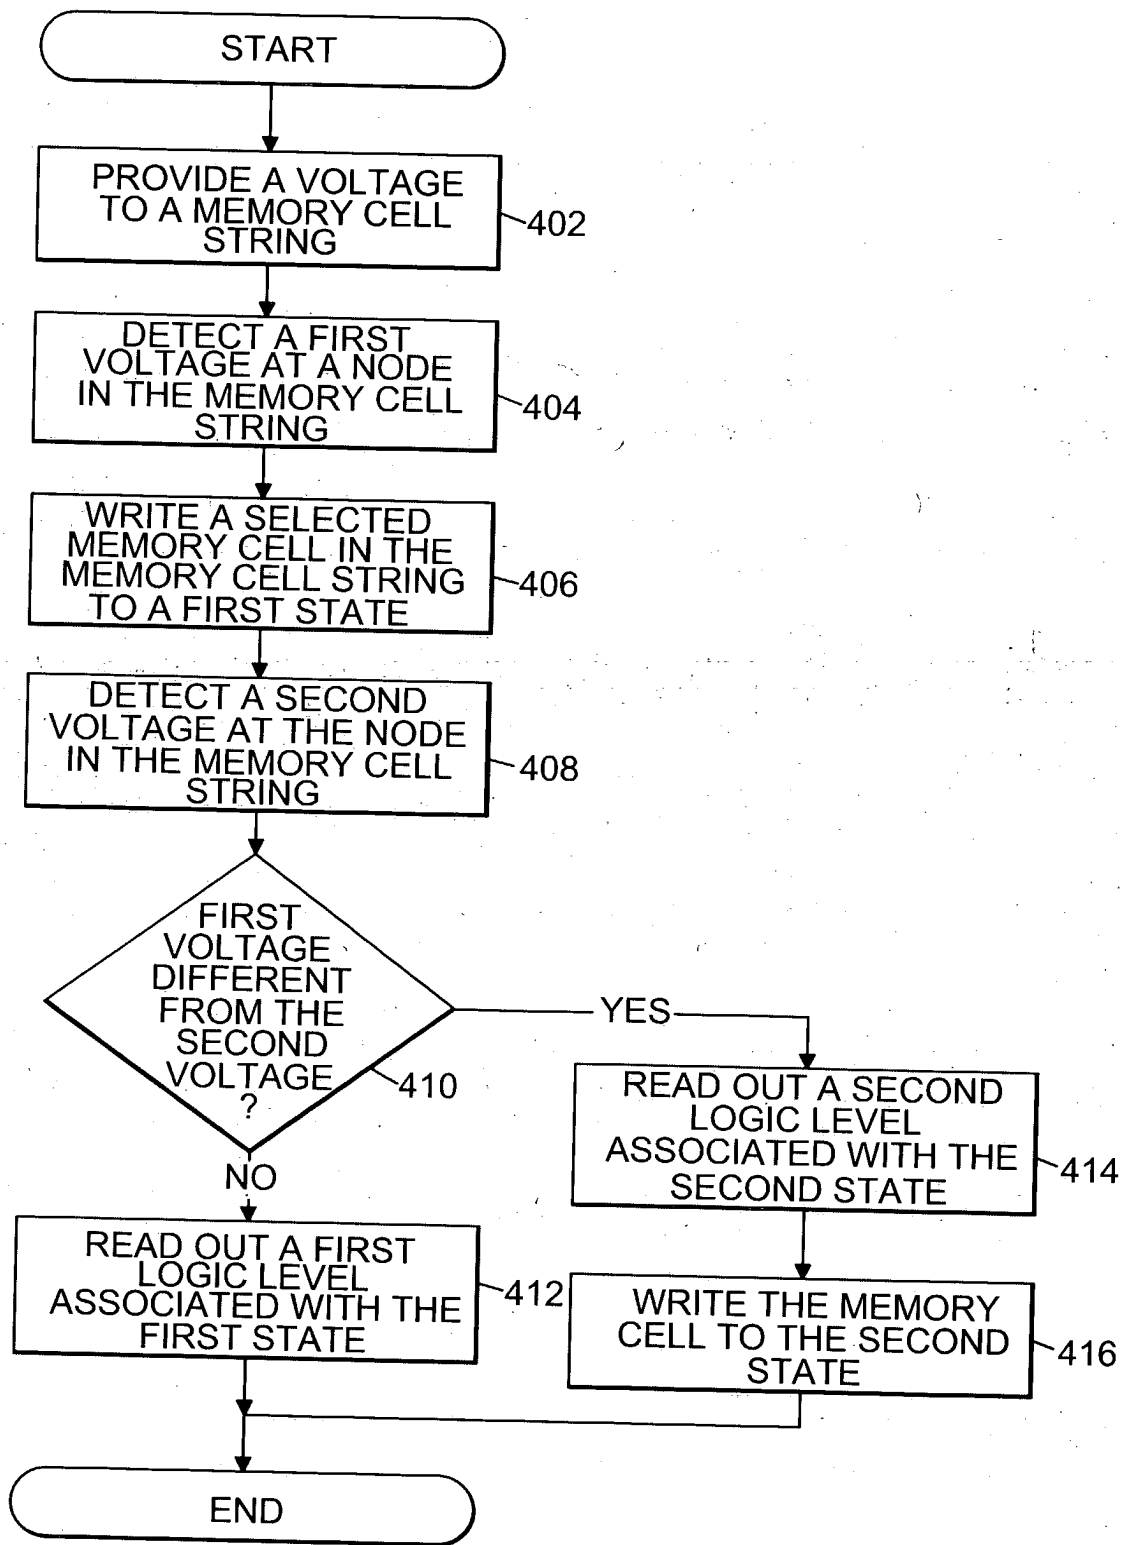 START
PROVIDE A VOLTAGE
TO A MEMORY CELL
STRING
402
DETECT A FIRST
VOLTAGE AT A NODE
IN THE MEMORY CELL
STRING
404
WRITE A SELECTED
MEMORY CELL IN THE
MEMORY CELL STRING
TO A FIRST STATE
406
DETECT A SECOND
VOLTAGE AT THE NODE
IN THE MEMORY CELL
STRING
408
FIRST
VOLTAGE
DIFFERENT
FROM THE
SECOND
VOLTAGE
?
410
YES
NO
READ OUT A SECOND
LOGIC LEVEL
ASSOCIATED WITH THE
SECOND STATE
414
READ OUT A FIRST
LOGIC LEVEL
ASSOCIATED WITH THE
FIRST STATE
412
WRITE THE MEMORY
CELL TO THE SECOND
STATE
416
END